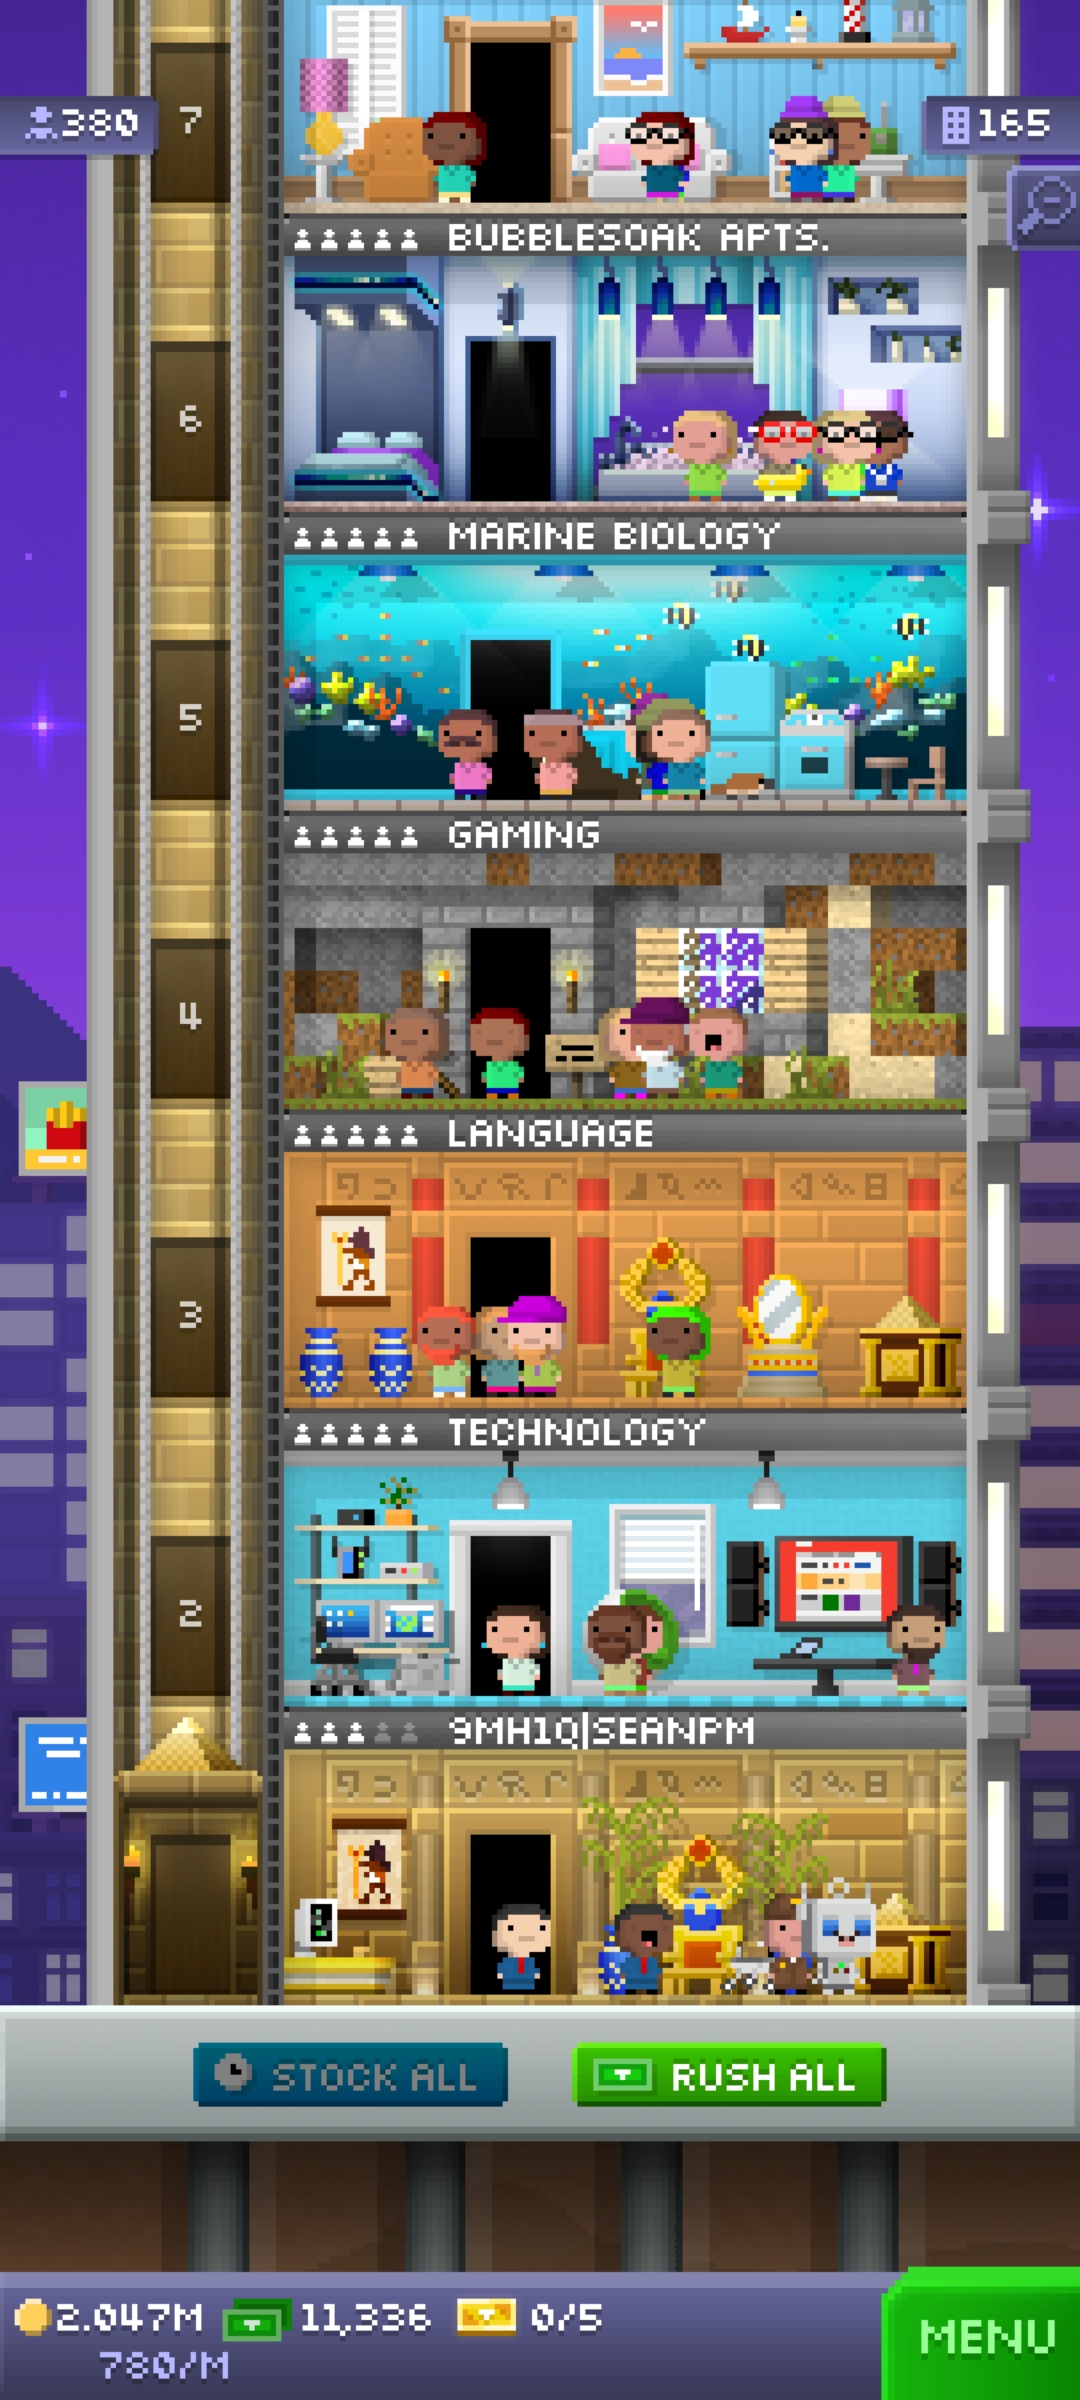 7
380
165
BUBBLESOAK APTS.
6
MARINE BIOLOGY
5
GAMING
4
LANGUAGE
3
TECHNOLOGY
2
9MH1Q|SEANPM
STOCK ALL
RUSH ALL
2.047M
11,336
0/5
780/M
MENU